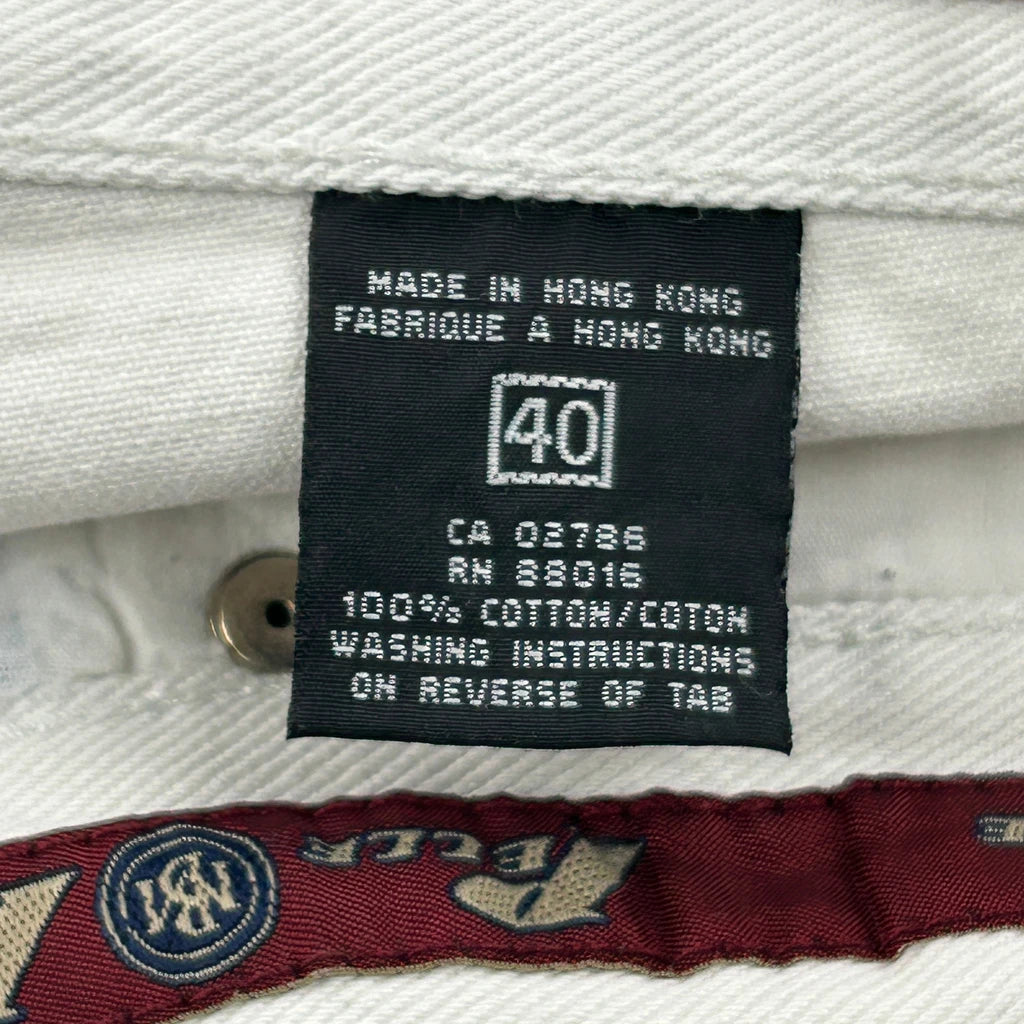 MADE IN HONG KONG
FABRIQUE A HONG KONG
40
CA 02786
RN 88016
100% COTTON/COTON
WASHING INSTRUCTIONS
ON REVERSE OF TAB
PELLE